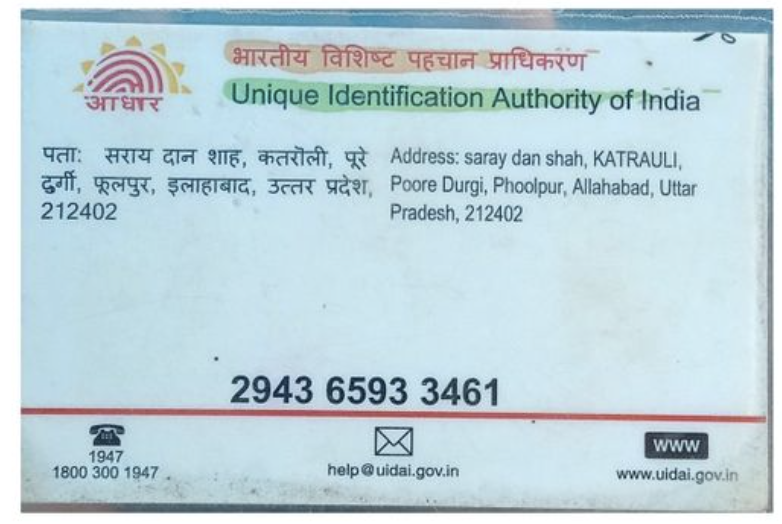 भारतीय विशिष्ट पहचान प्राधिकरण
आधार
Unique Identification Authority of India
पता: सराय दान शाह, कतरॊली, पूरे
दुर्गी, फूलपुर, इलाहाबाद, उत्तर प्रदेश,
212402
Address: saray dan shah, KATRAULI,
Poore Durgi, Phoolpur, Allahabad, Uttar
Pradesh, 212402
2943 6593 3461
1947
1800 300 1947
help@uidai.gov.in
www
www.uidai.gov.in